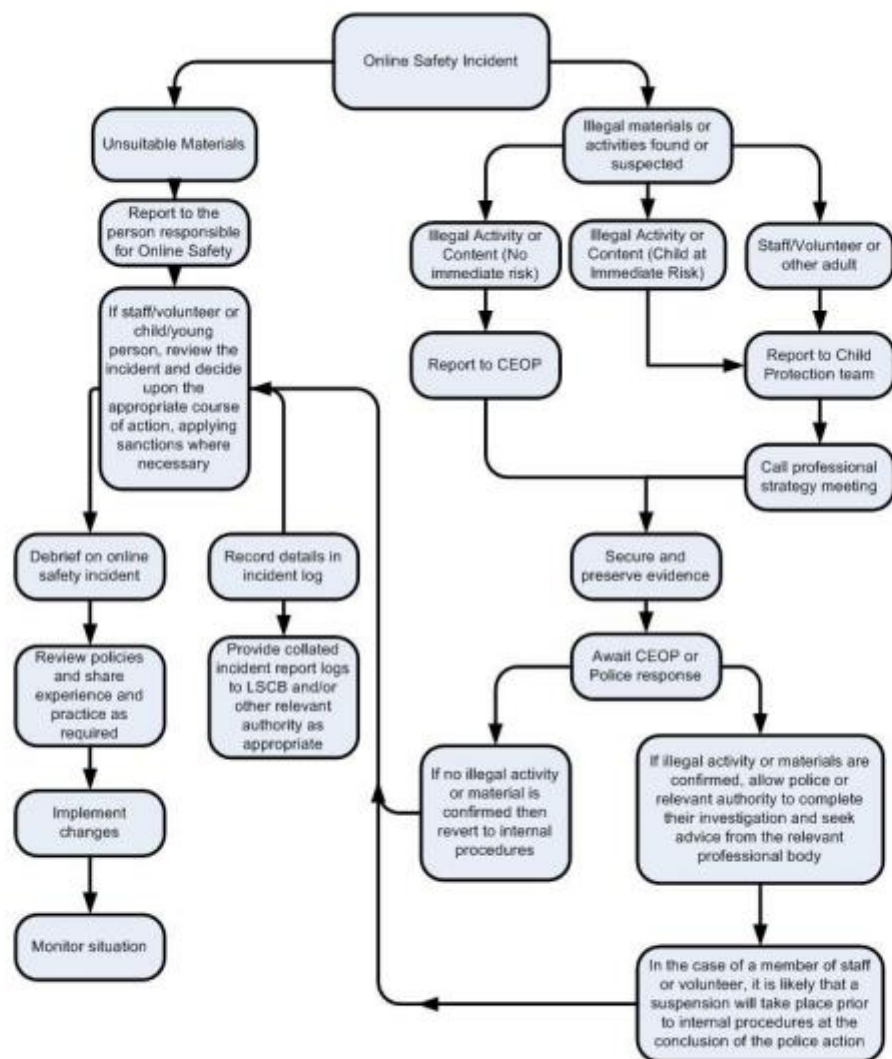 Online Safety Incident
Unsuitable Materials
Illegal materials or
activities found or
suspected
Report to the
person responsible
for Online Safety
Illegal Activity or
Content (No
immediate risk)
Illegal Activity or
Content (Child at
Immediate Risk)
Staff/Volunteer or
other adult
If staff/volunteer or
child/young
person, review the
incident and decide
upon the
appropriate course
of action, applying
sanctions where
necessary
Report to CEOP
Report to Child
Protection team
Call professional
strategy meeting
Debrief on online
safety incident
Record details in
incident log
Secure and
preserve evidence
Review policies
and share
experience and
practice as
required
Provide collated
incident report logs
to LSCB and/or
other relevant
authority as
appropriate
Await CEOP or
Police response
If no illegal activity
or material is
confirmed then
revert to internal
procedures
If illegal activity or materials are
confirmed, allow police or
relevant authority to complete
their investigation and seek
advice from the relevant
professional body
Implement
changes
Monitor situation
In the case of a member of staff
or volunteer, it is likely that a
suspension will take place prior
to internal procedures at the
conclusion of the police action